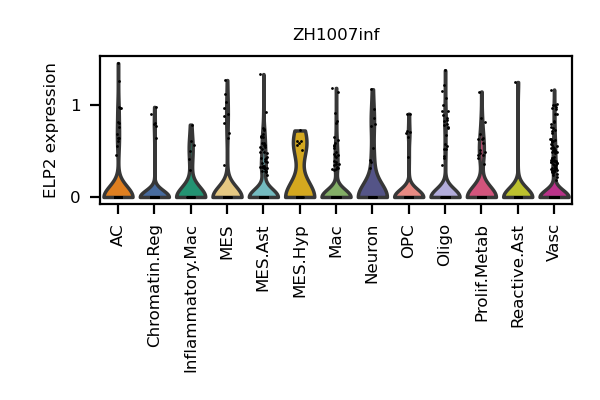 ZH1007inf
ELP2 expression
1
0
AC
Chromatin.Reg
Inflammatory.Mac
MES
MES.Ast
MES.Hyp
Mac
Neuron
OPC
Oligo
Prolif.Metab
Reactive.Ast
Vasc